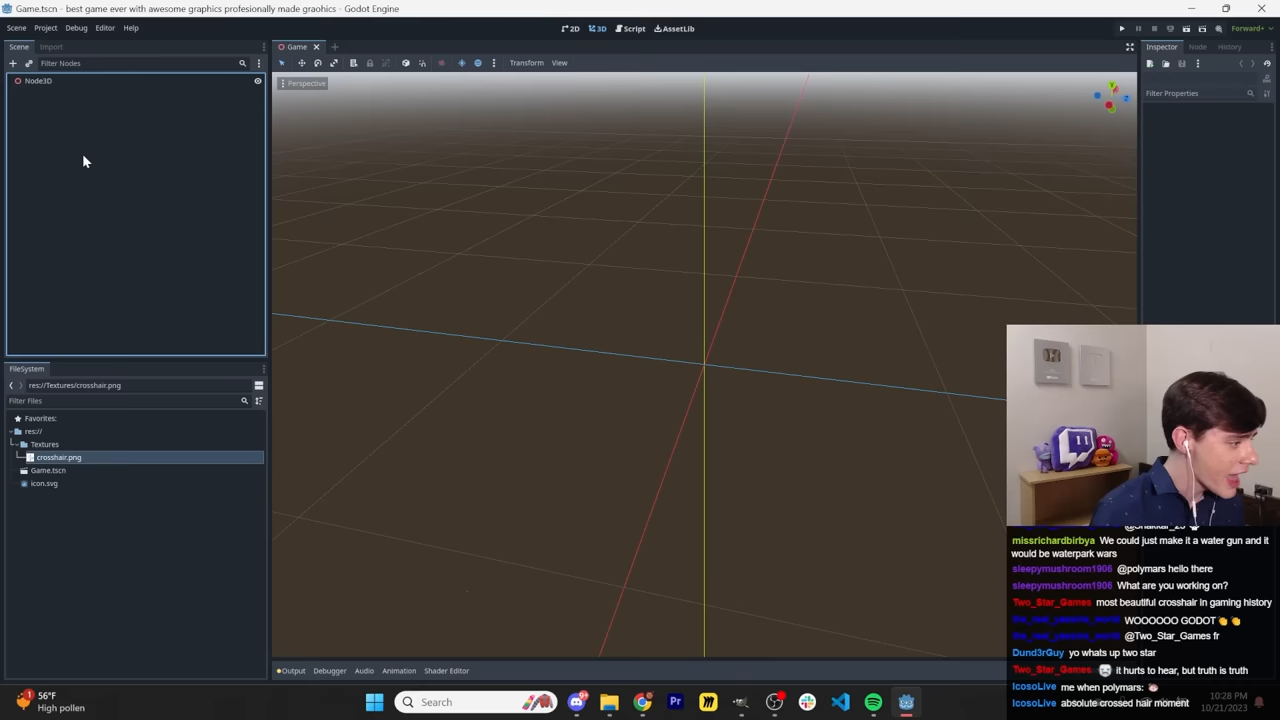 Game.tscn - best game ever with awesome graphics profesionally made graohics - Godot Engine
Scene Project Debug Editor Help
2D 3D Script AssetLib
Forward+
Scene Import
Game
Inspector Node History
Filter Nodes
Transform View
Node3D
Perspective
Filter Properties
FileSystem
res://Textures/crosshair.png
Filter Files
Favorites:
res://
Textures
crosshair.png
Game.tscn
icon.svg
missrichardbirbya We could just make it a water gun and it
would be waterpark wars
sleepymushroom1906 @polymars hello there
sleepymushroom1906 What are you working on?
Two_Star_Games most beautiful crosshair in gaming history
WOOOOOO GODOT 👏 👏
@Two_Star_Games fr
Dund3rGuy yo whats up two star
Two_Star_Games it hurts to hear, but truth is truth
IcosoLive me when polymars:
IcosoLive absolute crossed hair moment
Output Debugger Audio Animation Shader Editor
56°F
High pollen
Search
10:28 PM
10/21/2023